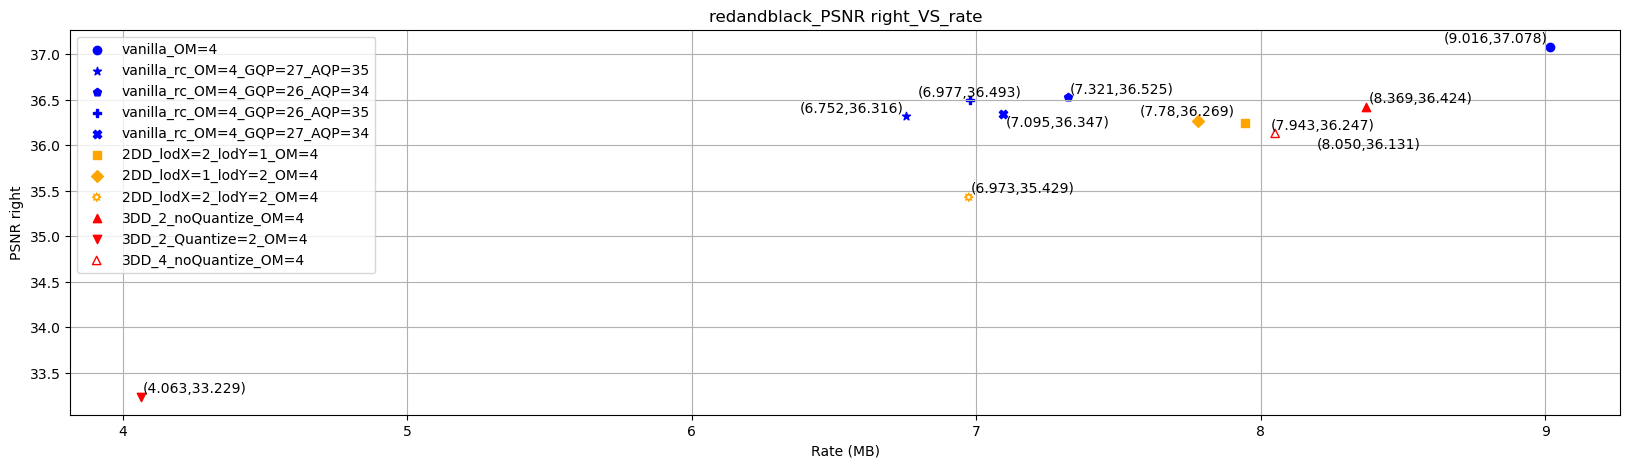 redandblack_PSNR right_VS_rate
PSNR right
37.0
36.5
36.0
35.5
35.0
34.5
34.0
33.5
vanilla_OM=4
vanilla_rc_OM=4_GQP=27_AQP=35
vanilla_rc_OM=4_GQP=26_AQP=34
vanilla_rc_OM=4_GQP=26_AQP=35
vanilla_rc_OM=4_GQP=27_AQP=34
2DD_lodX=2_lodY=1_OM=4
2DD_lodX=1_lodY=2_OM=4
2DD_lodX=2_lodY=2_OM=4
3DD_2_noQuantize_OM=4
3DD_2_Quantize=2_OM=4
3DD_4_noQuantize_OM=4
(9.016,37.078)
(6.977,36.493)
(7.321,36.525)
(8.369,36.424)
(6.752,36.316)
(7.095,36.347)
(7.78,36.269)
(7.943,36.247)
(8.050,36.131)
(6.973,35.429)
(4.063,33.229)
4
5
6
7
8
9
Rate (MB)